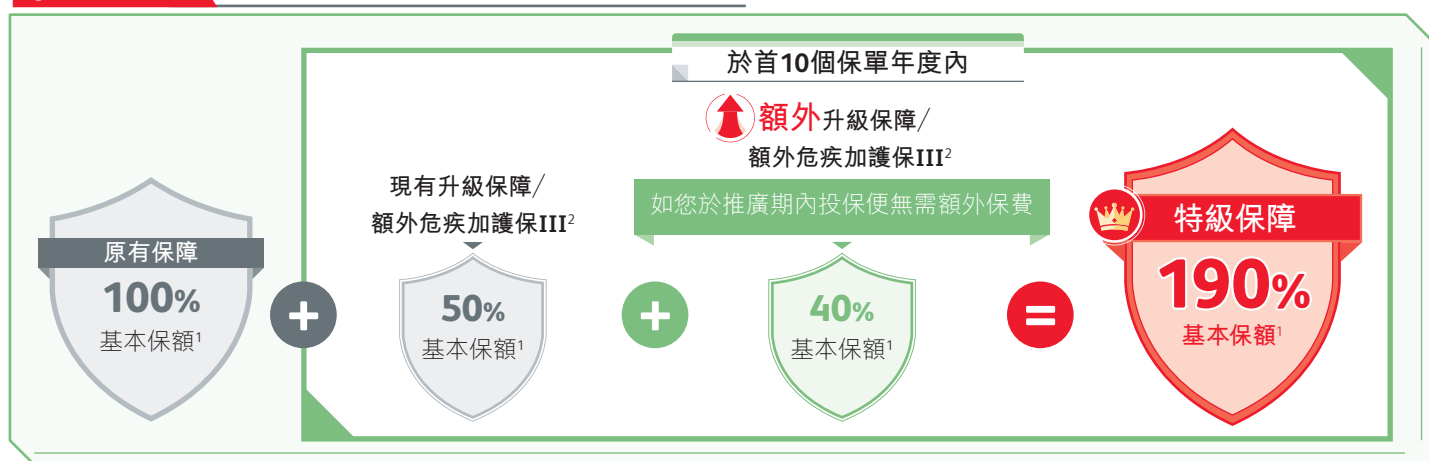 於首10個保單年度內
額外升級保障/
額外危疾加護保III2
現有升級保障/
額外危疾加護保III2
如您於推廣期內投保便無需額外保費
原有保障
100%
基本保額1
+
50%
基本保額1
+
40%
基本保額1
=
特級保障
190%
基本保額1